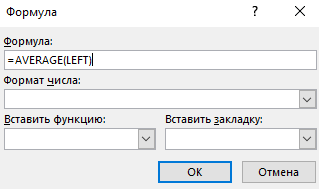 Формула
?
Формула:
=AVERAGE(LEFT)
Формат числа:
Вставить функцию: Вставить закладку:
ОК Отмена